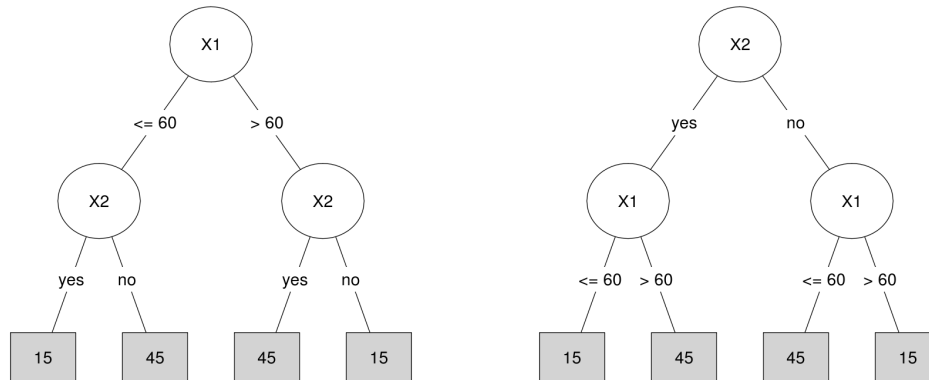 X1
X2
<= 60
> 60
yes
no
X2
X2
X1
X1
yes
no
yes
no
<= 60
> 60
<= 60
> 60
15
45
45
15
15
45
45
15